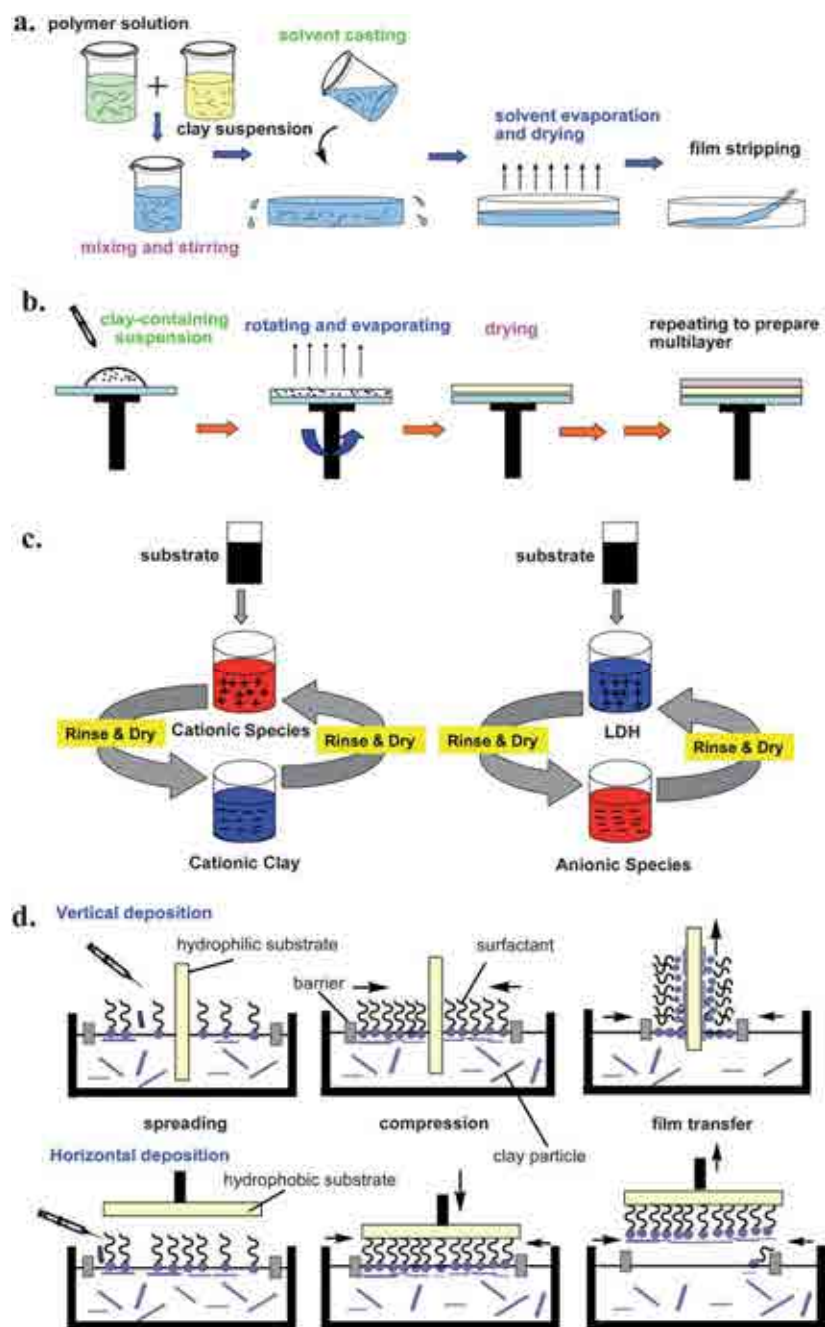 a.
polymer solution
solvent casting
clay suspension
solvent evaporation
and drying
film stripping
mixing and stirring
b.
clay-containing
suspension
rotating and evaporating
drying
repeating to prepare
multilayer
c.
substrate
substrate
Rinse & Dry
Cationic Species
Rinse & Dry
Rinse & Dry
LDH
Rinse & Dry
Cationic Clay
Anionic Species
d.
Vertical deposition
hydrophilic substrate
surfactant
barrier
spreading
compression
film transfer
clay particle
Horizontal deposition
hydrophobic substrate